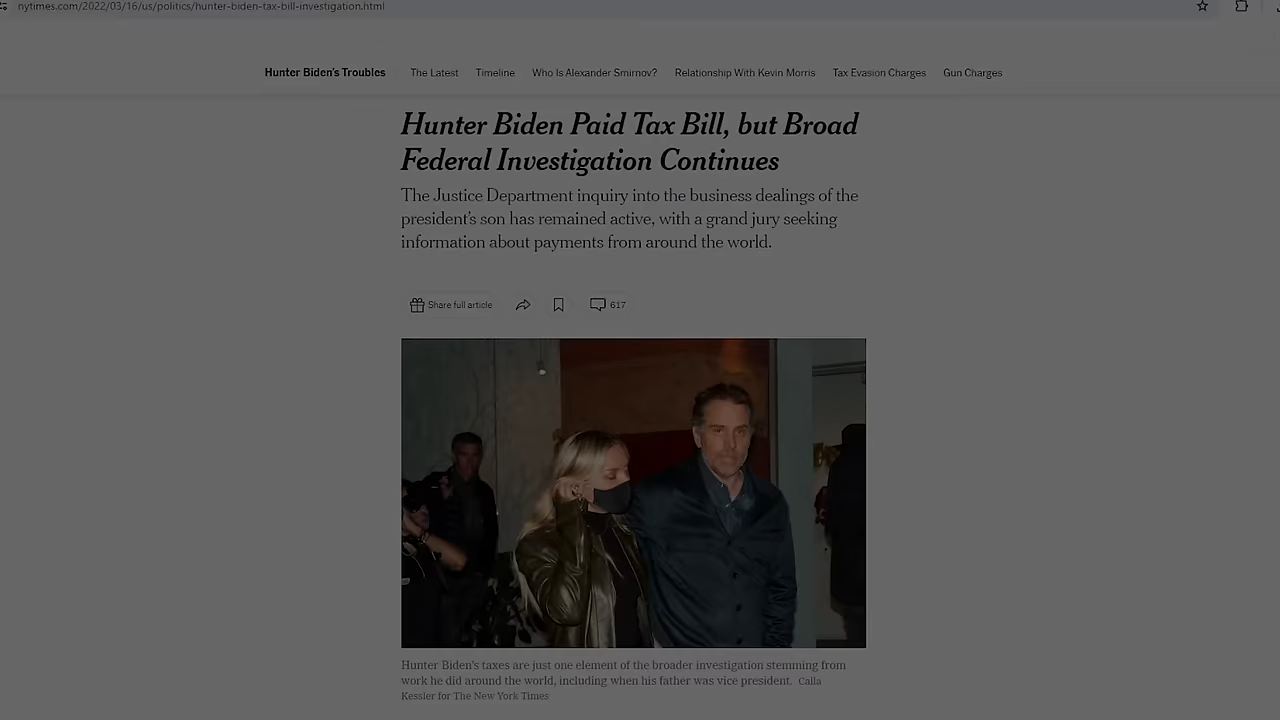 nytimes.com/2022/03/16/us/politics/hunter-biden-tax-bill-investigation.html
Hunter Biden's Troubles The Latest Timeline Who Is Alexander Smirnov? Relationship With Kevin Morris Tax Evasion Charges Gun Charges
Hunter Biden Paid Tax Bill, but Broad
Federal Investigation Continues
The Justice Department inquiry into the business dealings of the
president's son has remained active, with a grand jury seeking
information about payments from around the world.
Share full article 617
Hunter Biden's taxes are just one element of the broader investigation stemming from
work he did around the world, including when his father was vice president. Calla
Kessler for The New York Times